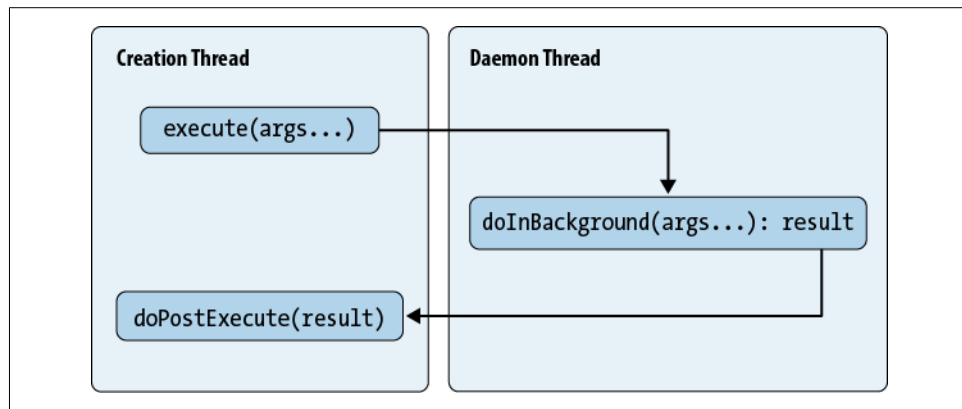 Creation Thread
Daemon Thread
execute(args...)
doInBackground(args...): result
doPostExecute(result)